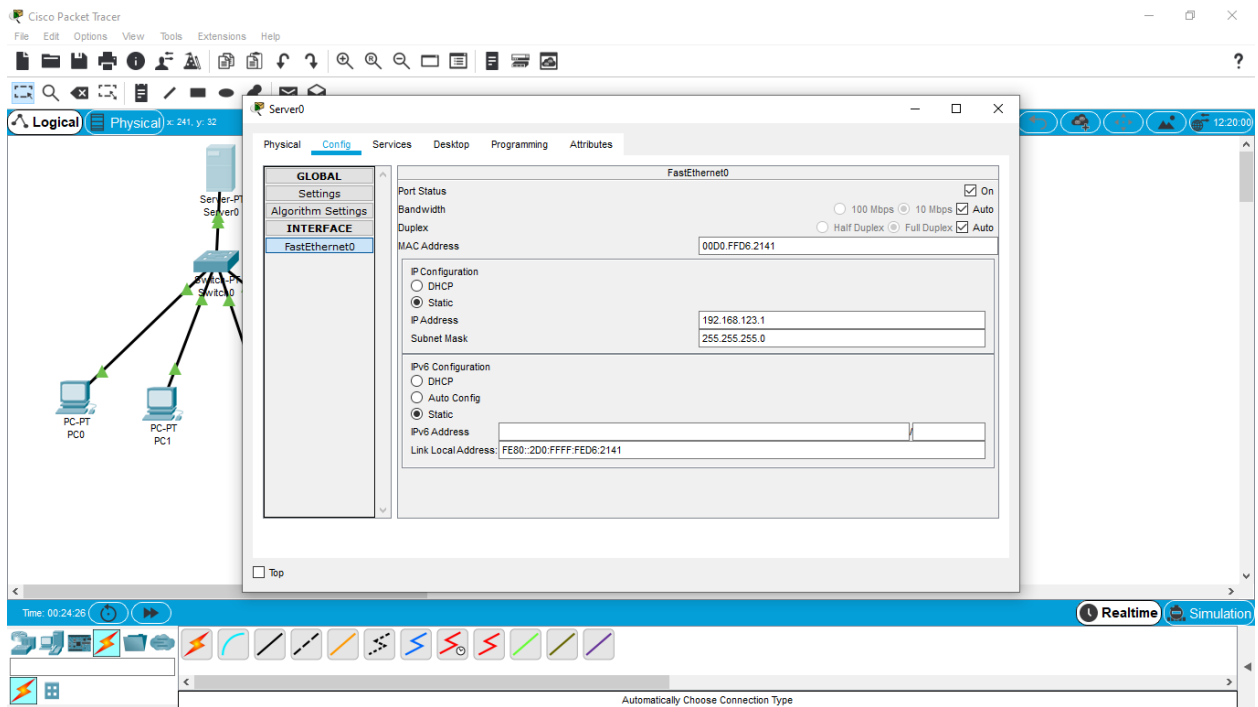 Cisco Packet Tracer
File Edit Options View Tools Extensions Help
?
Logical Physical x: 241, y: 32 12:20:00
Server0
Physical Config Services Desktop Programming Attributes
GLOBAL
Settings
Algorithm Settings
INTERFACE
FastEthernet0
FastEthernet0
Port Status On
Bandwidth 100 Mbps 10 Mbps Auto
Duplex Half Duplex Full Duplex Auto
MAC Address 00D0.FFD6.2141
IP Configuration
DHCP
Static
IP Address 192.168.123.1
Subnet Mask 255.255.255.0
IPv6 Configuration
DHCP
Auto Config
Static
IPv6 Address /
Link Local Address: FE80::2D0:FFFF:FED6:2141
Top
Server-PT
Server0
Switch-PT
Switch0
PC-PT
PC0
PC-PT
PC1
Time: 00:24:26 Realtime Simulation
Automatically Choose Connection Type